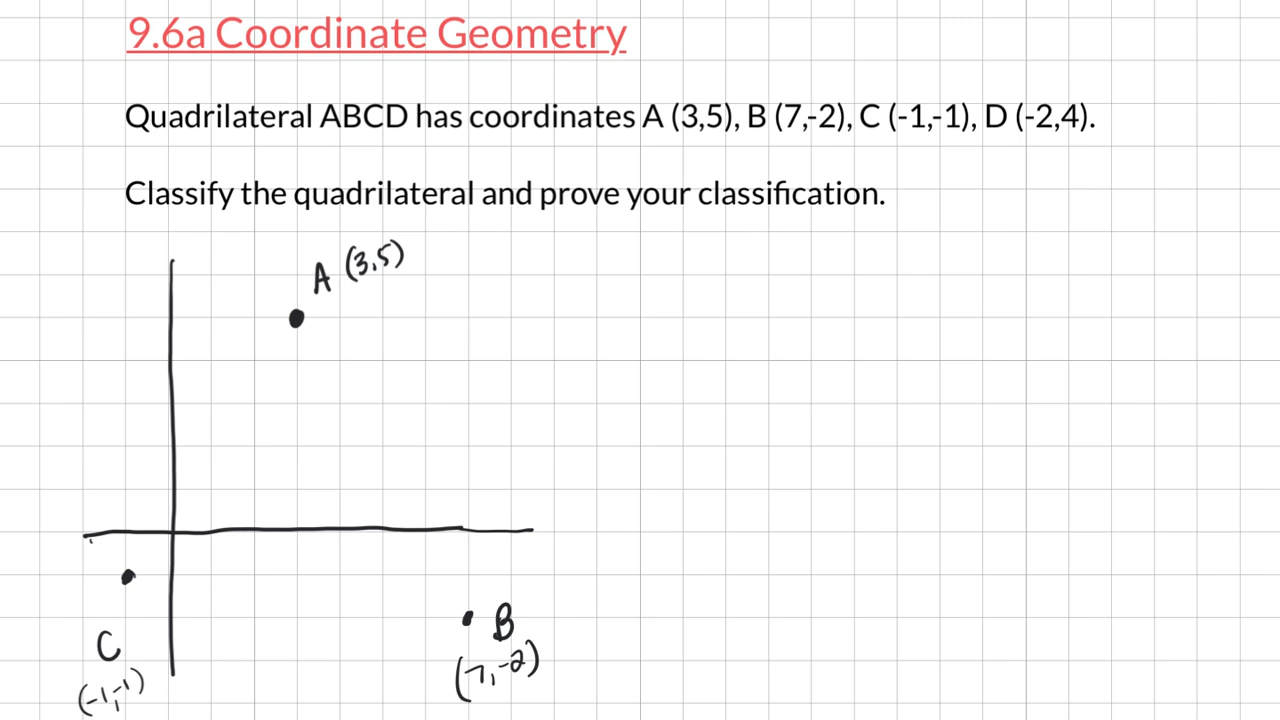 9.6a Coordinate Geometry
Quadrilateral ABCD has coordinates A (3,5), B (7,-2), C (-1,-1), D (-2,4).
Classify the quadrilateral and prove your classification.
A (3,5)
B
(7,-2)
C
(-1,-1)